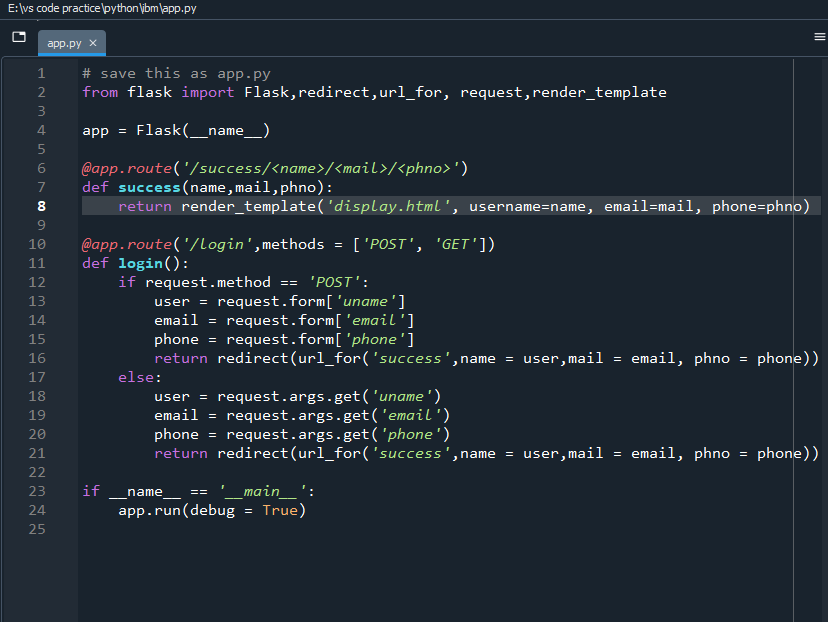 E:\vs code practice\python\ibm\app.py
app.py ×
1 # save this as app.py
2 from flask import Flask,redirect,url_for, request,render_template
3
4 app = Flask(__name__)
5
6 @app.route('/success/<name>/<mail>/<phno>')
7 def success(name,mail,phno):
8     return render_template('display.html', username=name, email=mail, phone=phno)
9
10 @app.route('/login',methods = ['POST', 'GET'])
11 def login():
12     if request.method == 'POST':
13         user = request.form['uname']
14         email = request.form['email']
15         phone = request.form['phone']
16         return redirect(url_for('success',name = user,mail = email, phno = phone))
17     else:
18         user = request.args.get('uname')
19         email = request.args.get('email')
20         phone = request.args.get('phone')
21         return redirect(url_for('success',name = user,mail = email, phno = phone))
22
23 if __name__ == '__main__':
24     app.run(debug = True)
25